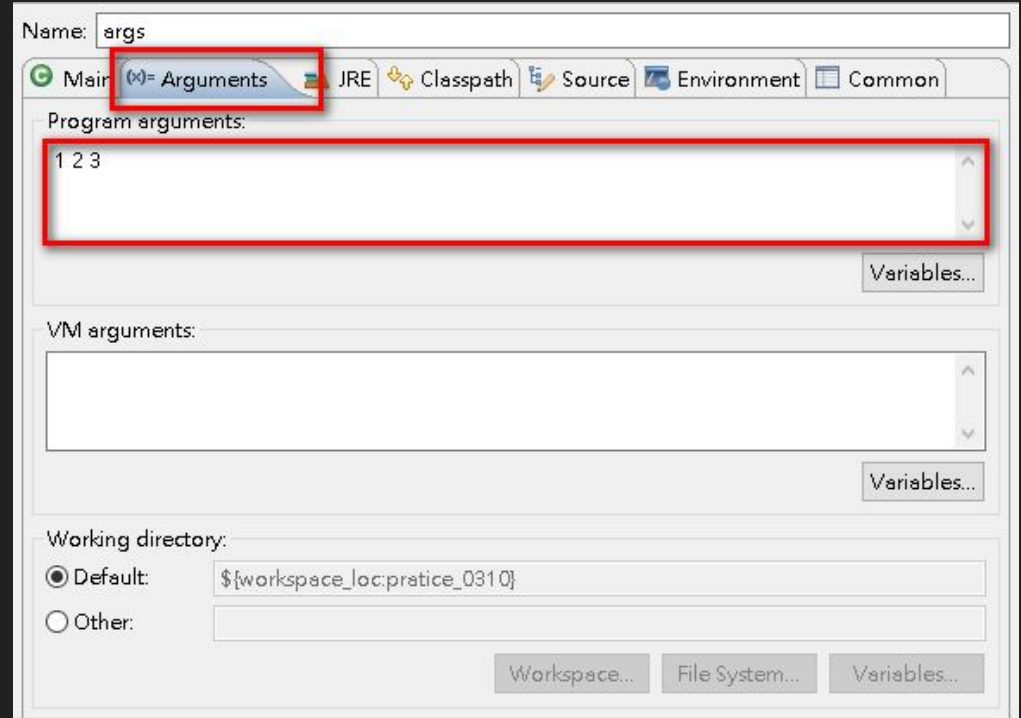 Name: args
Main (x)= Arguments JRE Classpath Source Environment Common
Program arguments:
1 2 3
Variables...
VM arguments:
Variables...
Working directory:
Default: ${workspace_loc:pratice_0310}
Other:
Workspace... File System... Variables...